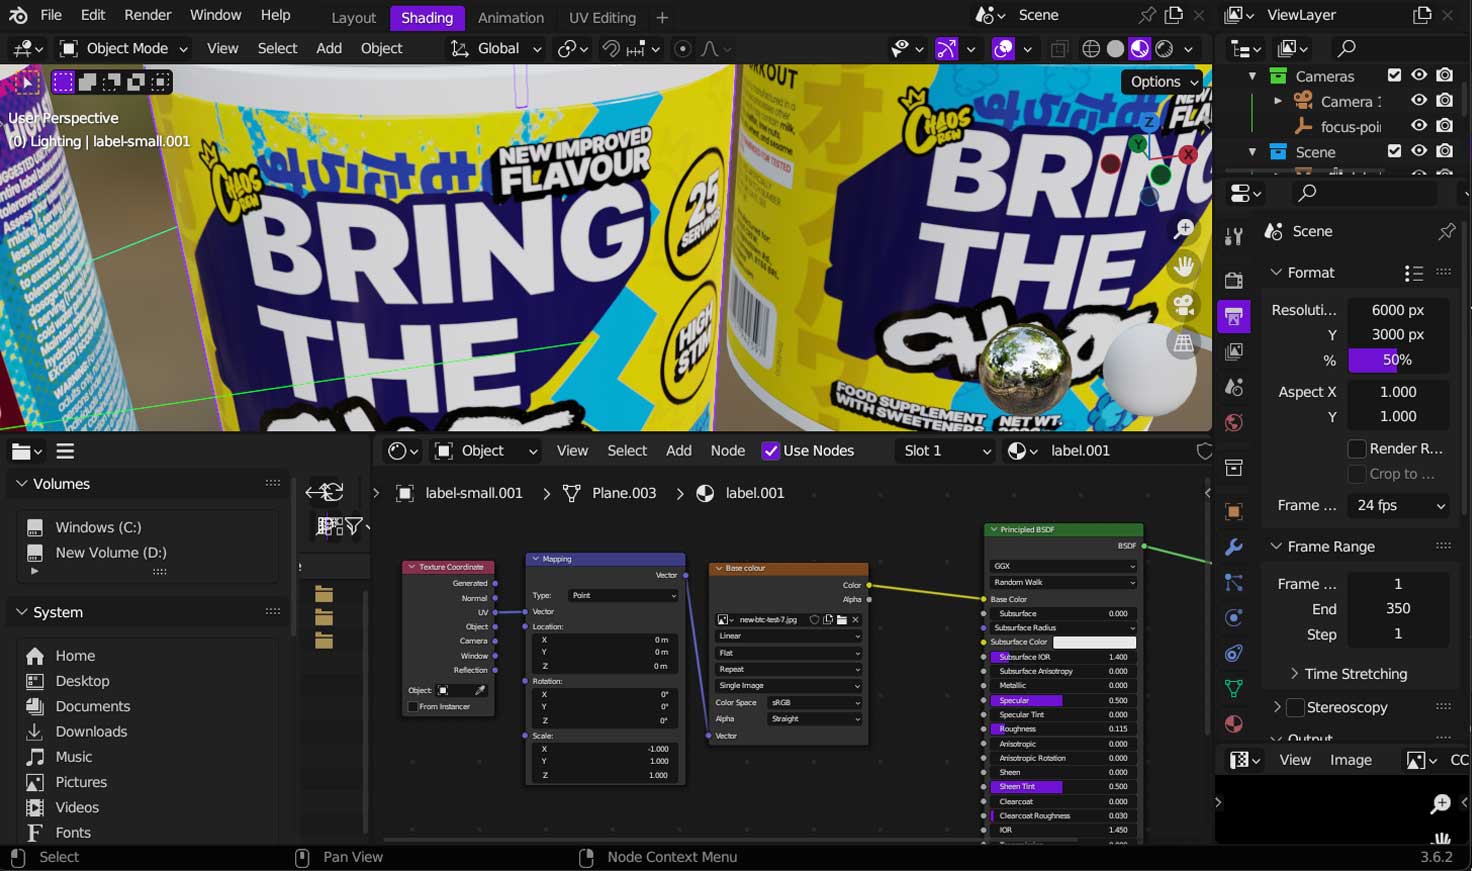 File Edit Render Window Help Layout Shading Animation UV Editing + Scene ViewLayer
Object Mode View Select Add Object Global
Options
User Perspective
(0) Lighting | label-small.001
CHAOS CREW
NEW IMPROVED
FLAVOUR
BRING
THE
25
SERVINGS
HIGH
STIM
CHAOS CREW
BRING
THE
CHAOS
FOOD SUPPLEMENT
WITH SWEETENERS
NET WT.
Cameras
Camera 1
focus-poi
Scene
Scene
Format
Resoluti... 6000 px
Y 3000 px
% 50%
Aspect X 1.000
Y 1.000
Render R...
Crop to ...
Frame ... 24 fps
Frame Range
Frame ... 1
End 350
Step 1
Time Stretching
Stereoscopy
Output
View Image
Volumes
Windows (C:)
New Volume (D:)
System
Home
Desktop
Documents
Downloads
Music
Pictures
Videos
Fonts
Object View Select Add Node Use Nodes Slot 1 label.001
label-small.001 > Plane.003 > label.001
Texture Coordinate
Generated
Normal
UV
Object
Camera
Window
Reflection
Object:
From Instancer
Mapping
Vector
Type: Point
Vector
Location:
X 0 m
Y 0 m
Z 0 m
Rotation:
X 0°
Y 0°
Z 0°
Scale:
X -1.000
Y 1.000
Z 1.000
Base colour
Color
Alpha
new-btc-test-7.jpg
Linear
Flat
Repeat
Single Image
Color Space sRGB
Alpha Straight
Vector
Principled BSDF
BSDF
GGX
Random Walk
Base Color
Subsurface 0.000
Subsurface Radius
Subsurface Color
Subsurface IOR 1.400
Subsurface Anisotropy 0.000
Metallic 0.000
Specular 0.500
Specular Tint 0.000
Roughness 0.115
Anisotropic 0.000
Anisotropic Rotation 0.000
Sheen 0.000
Sheen Tint 0.500
Clearcoat 0.000
Clearcoat Roughness 0.030
IOR 1.450
Select Pan View Node Context Menu 3.6.2